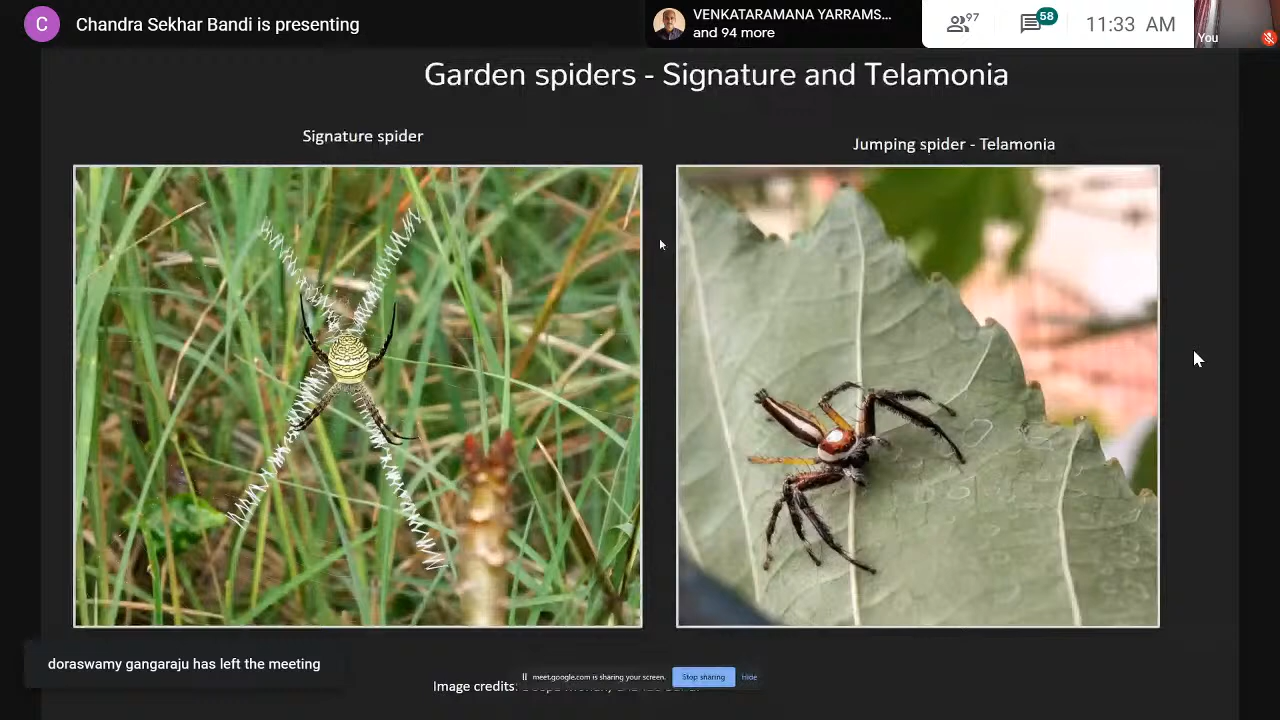 C
Chandra Sekhar Bandi is presenting
VENKATARAMANA YARRAMS...
and 94 more
97
58
11:33 AM
You
Garden spiders - Signature and Telamonia
Signature spider
Jumping spider - Telamonia
doraswamy gangaraju has left the meeting
meet.google.com is sharing your screen.
Stop sharing
Hide
Image credits: